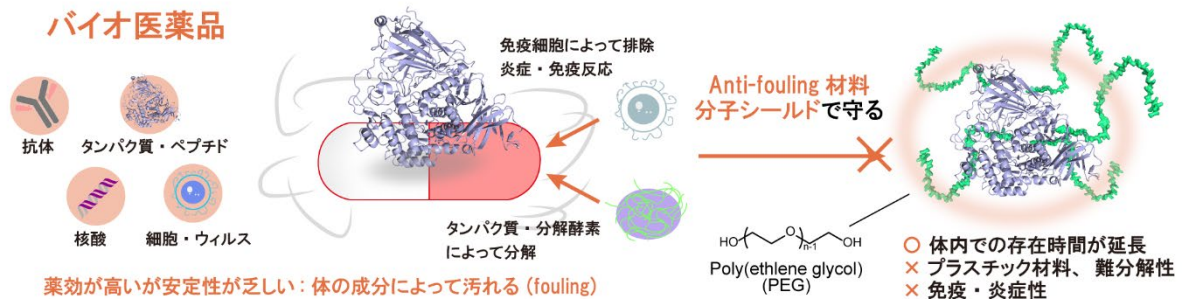 バイオ医薬品
抗体
タンパク質・ペプチド
核酸
細胞・ウィルス
免疫細胞によって排除
炎症・免疫反応
タンパク質・分解酵素
によって分解
薬効が高いが安定性が乏しい：体の成分によって汚れる (fouling)
Anti-fouling 材料
分子シールドで守る
HO
O
n-1
OH
Poly(ethlene glycol)
(PEG)
○ 体内での存在時間が延長
× プラスチック材料、難分解性
× 免疫・炎症性